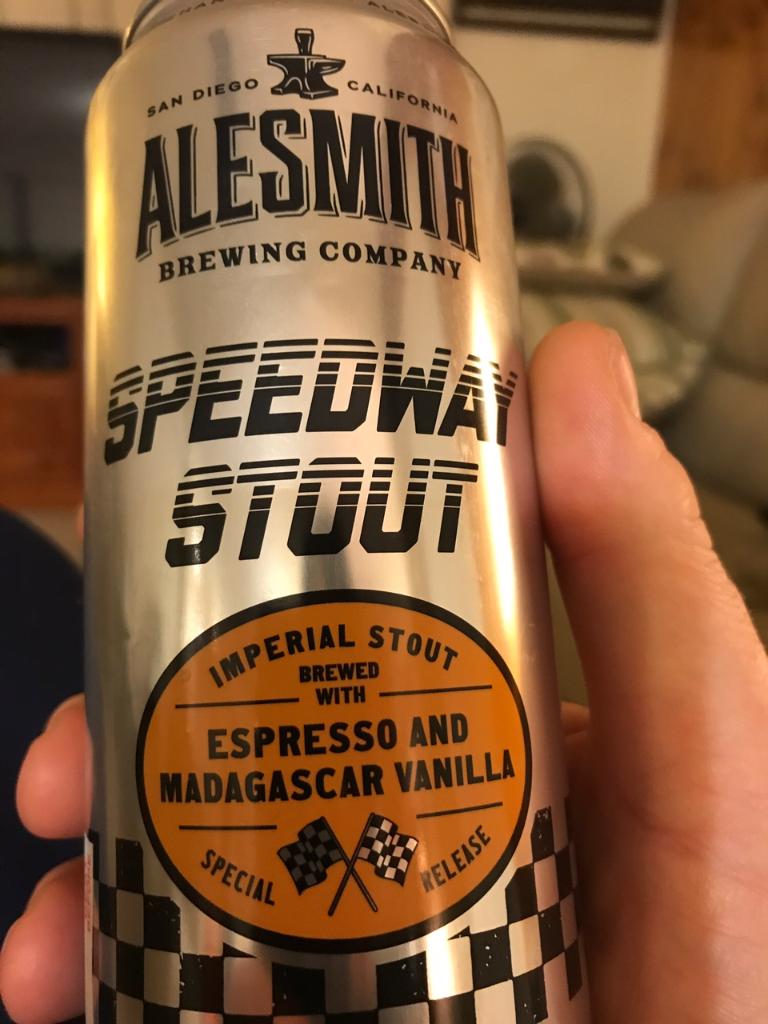 SAN DIEGO CALIFORNIA
ALESMITH
BREWING COMPANY
SPEEDWAY
STOUT
IMPERIAL STOUT
BREWED
WITH
ESPRESSO AND
MADAGASCAR VANILLA
SPECIAL RELEASE